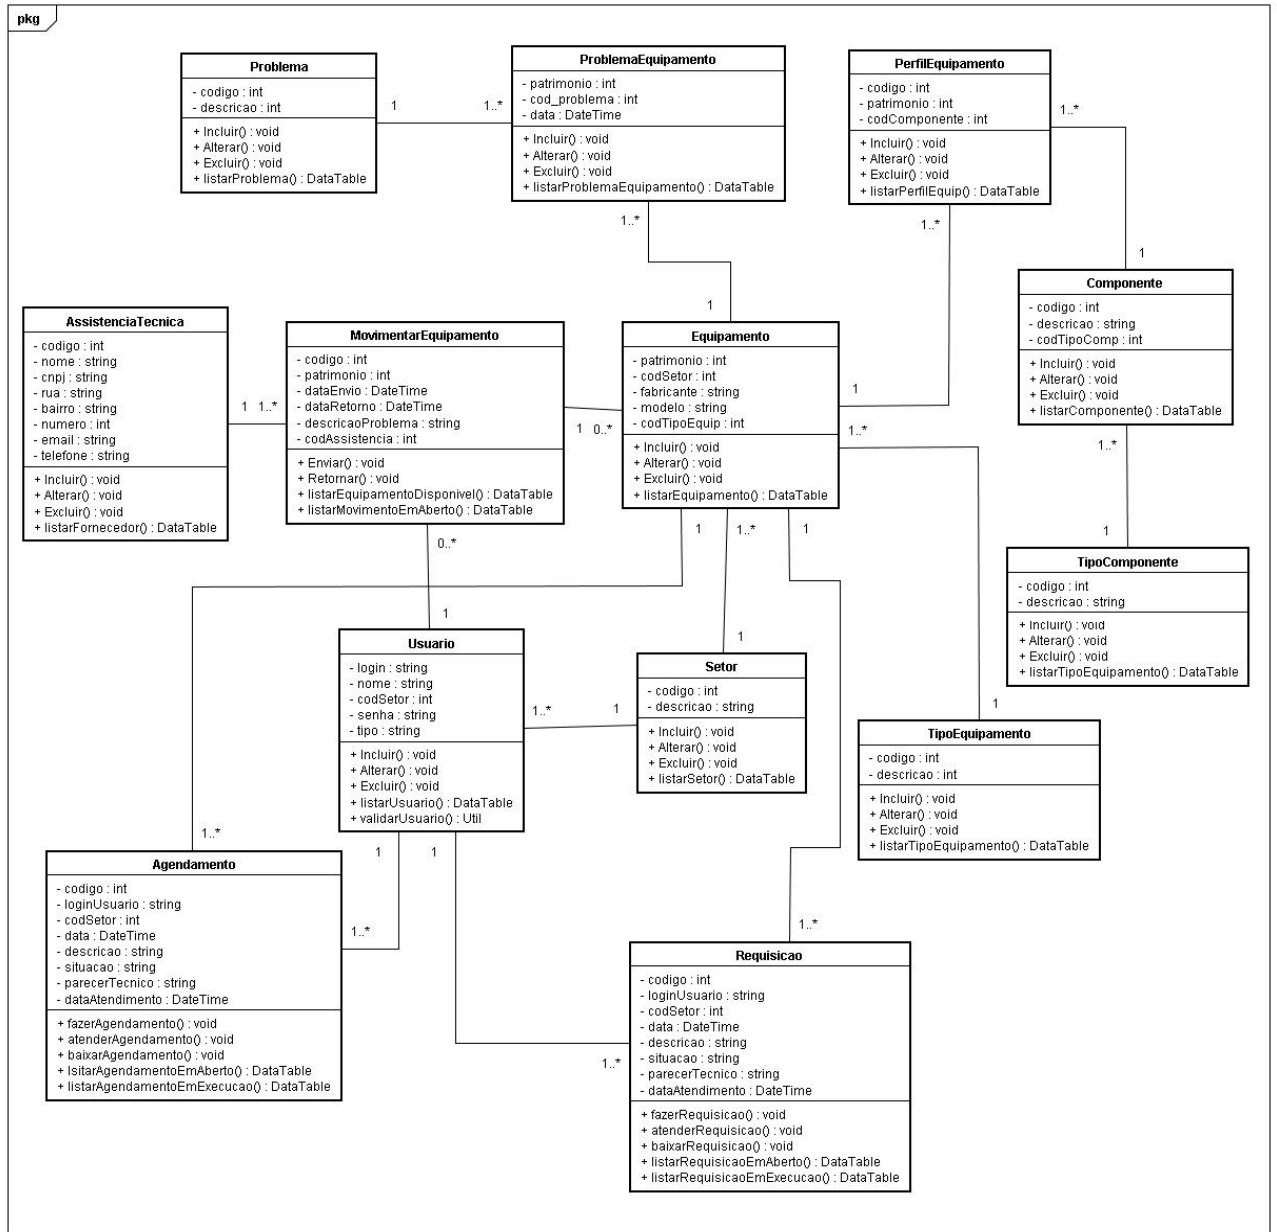 pkg
Problema
- codigo : int
- descricao : int
+ Incluir() : void
+ Alterar() : void
+ Excluir() : void
+ listarProblema() : DataTable
1
1..*
ProblemaEquipamento
- patrimonio : int
- cod_problema : int
- data : DateTime
+ Incluir() : void
+ Alterar() : void
+ Excluir() : void
+ listarProblemaEquipamento() : DataTable
1..*
1
PerfilEquipamento
- codigo : int
- patrimonio : int
- codComponente : int
+ Incluir() : void
+ Alterar() : void
+ Excluir() : void
+ listarPerfilEquip() : DataTable
1..*
1..*
1
1
Componente
- codigo : int
- descricao : string
- codTipoComp : int
+ Incluir() : void
+ Alterar() : void
+ Excluir() : void
+ listarComponente() : DataTable
1..*
1
AssistenciaTecnica
- codigo : int
- nome : string
- cnpj : string
- rua : string
- bairro : string
- numero : int
- email : string
- telefone : string
+ Incluir() : void
+ Alterar() : void
+ Excluir() : void
+ listarFornecedor() : DataTable
1 1..*
MovimentarEquipamento
- codigo : int
- patrimonio : int
- dataEnvio : DateTime
- dataRetorno : DateTime
- descricaoProblema : string
- codAssistencia : int
+ Enviar() : void
+ Retornar() : void
+ listarEquipamentoDisponivel() : DataTable
+ listarMovimentoEmAberto() : DataTable
1 0..*
0..*
1
Equipamento
- patrimonio : int
- codSetor : int
- fabricante : string
- modelo : string
- codTipoEquip : int
+ Incluir() : void
+ Alterar() : void
+ Excluir() : void
+ listarEquipamento() : DataTable
1..*
1
1..*
1
1
TipoComponente
- codigo : int
- descricao : string
+ Incluir() : void
+ Alterar() : void
+ Excluir() : void
+ listarTipoEquipamento() : DataTable
Usuario
- login : string
- nome : string
- codSetor : int
- senha : string
- tipo : string
+ Incluir() : void
+ Alterar() : void
+ Excluir() : void
+ listarUsuario() : DataTable
+ validarUsuario() : Util
1..*
1
Setor
- codigo : int
- descricao : string
+ Incluir() : void
+ Alterar() : void
+ Excluir() : void
+ listarSetor() : DataTable
1
TipoEquipamento
- codigo : int
- descricao : int
+ Incluir() : void
+ Alterar() : void
+ Excluir() : void
+ listarTipoEquipamento() : DataTable
1..*
1
1
Agendamento
- codigo : int
- loginUsuario : string
- codSetor : int
- data : DateTime
- descricao : string
- situacao : string
- parecerTecnico : string
- dataAtendimento : DateTime
+ fazerAgendamento() : void
+ atenderAgendamento() : void
+ baixarAgendamento() : void
+ lsitarAgendamentoEmAberto() : DataTable
+ listarAgendamentoEmExecucao() : DataTable
1..*
1..*
1..*
Requisicao
- codigo : int
- loginUsuario : string
- codSetor : int
- data : DateTime
- descricao : string
- situacao : string
- parecerTecnico : string
- dataAtendimento : DateTime
+ fazerRequisicao() : void
+ atenderRequisicao() : void
+ baixarRequisicao() : void
+ listarRequisicaoEmAberto() : DataTable
+ listarRequisicaoEmExecucao() : DataTable